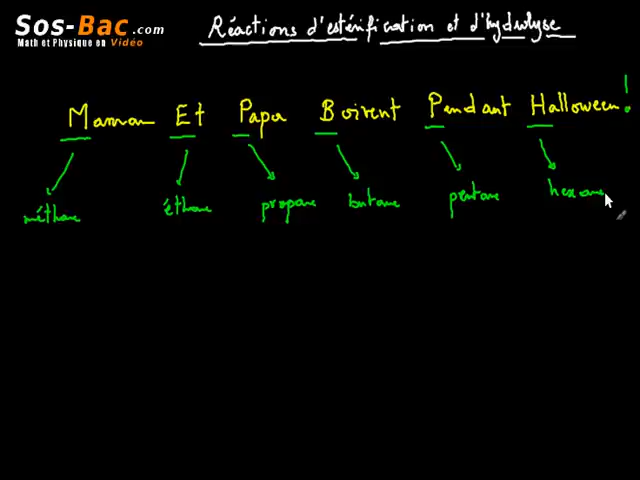 Sos-Bac.com
Math et Physique en Vidéo
Réactions d'estérification et d'hydrolyse
Maman Et Papa Boivent Pendant Halloween!
méthane éthane propane butane pentane hexane